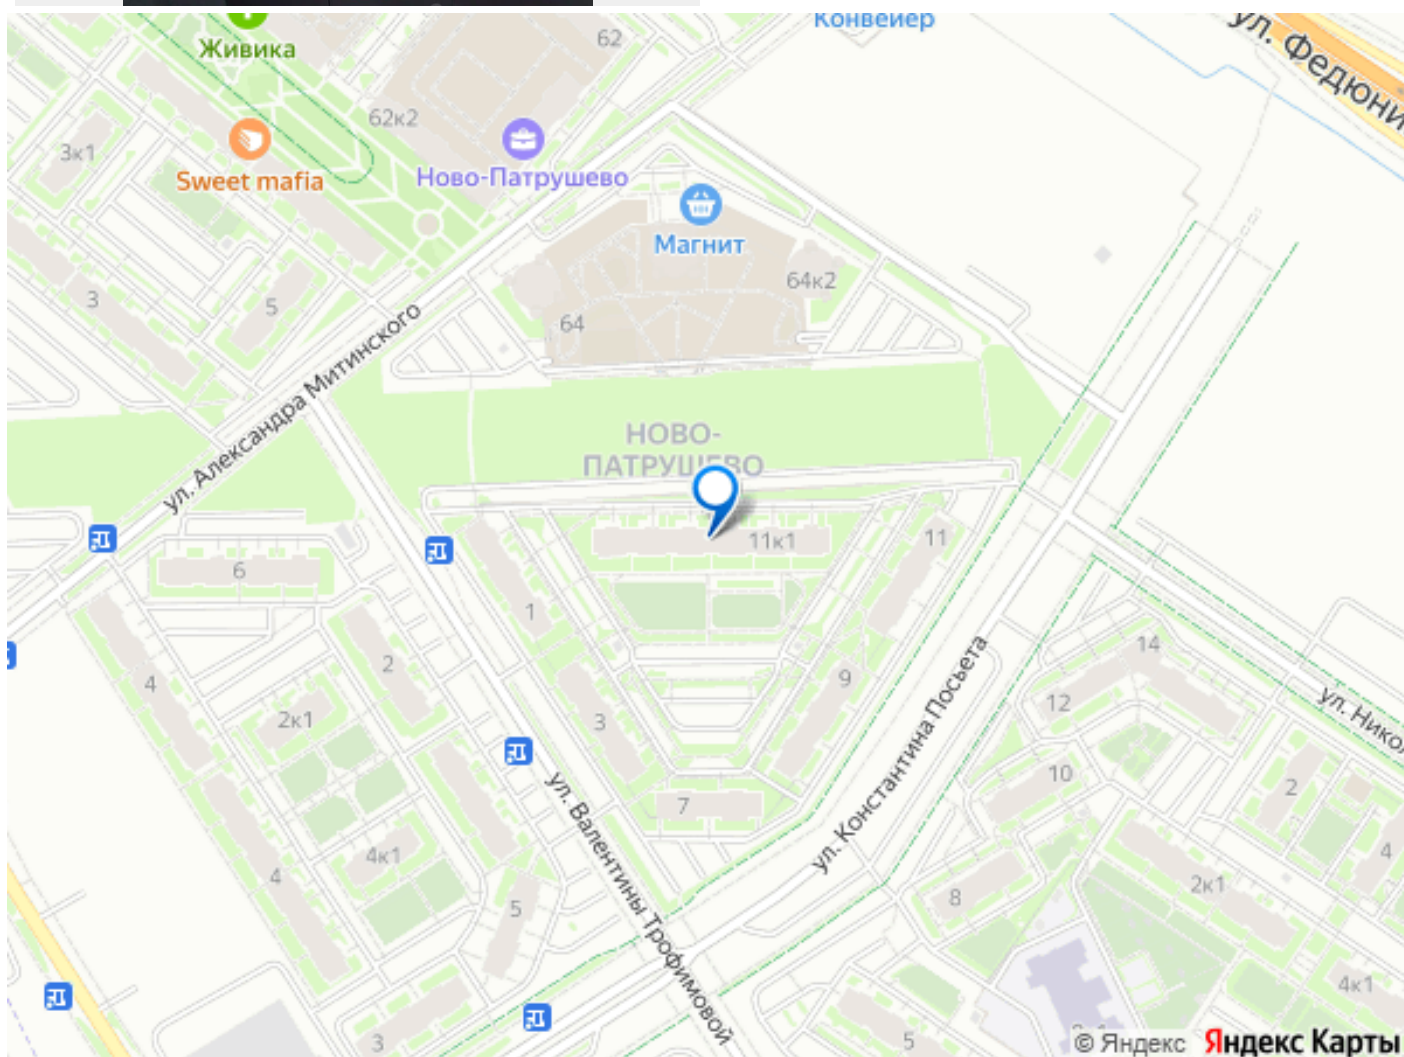 Конвейер
ул. Федюни
62
Живика
62к2
3к1
Sweet mafia
Ново-Патрушево
Магнит
64к2
3
5
64
ул. Александра Митинского
НОВО-
ПАТРУШЕВО
11к1
11
6
1
2
4
14
9
12
2к1
3
ул. Константина Посьета
ул. Нико
10
2
7
ул. Валентины Трофимовой
4к1
4
4
2к1
8
5
4к1
3
5
© Яндекс
Яндекс Карты